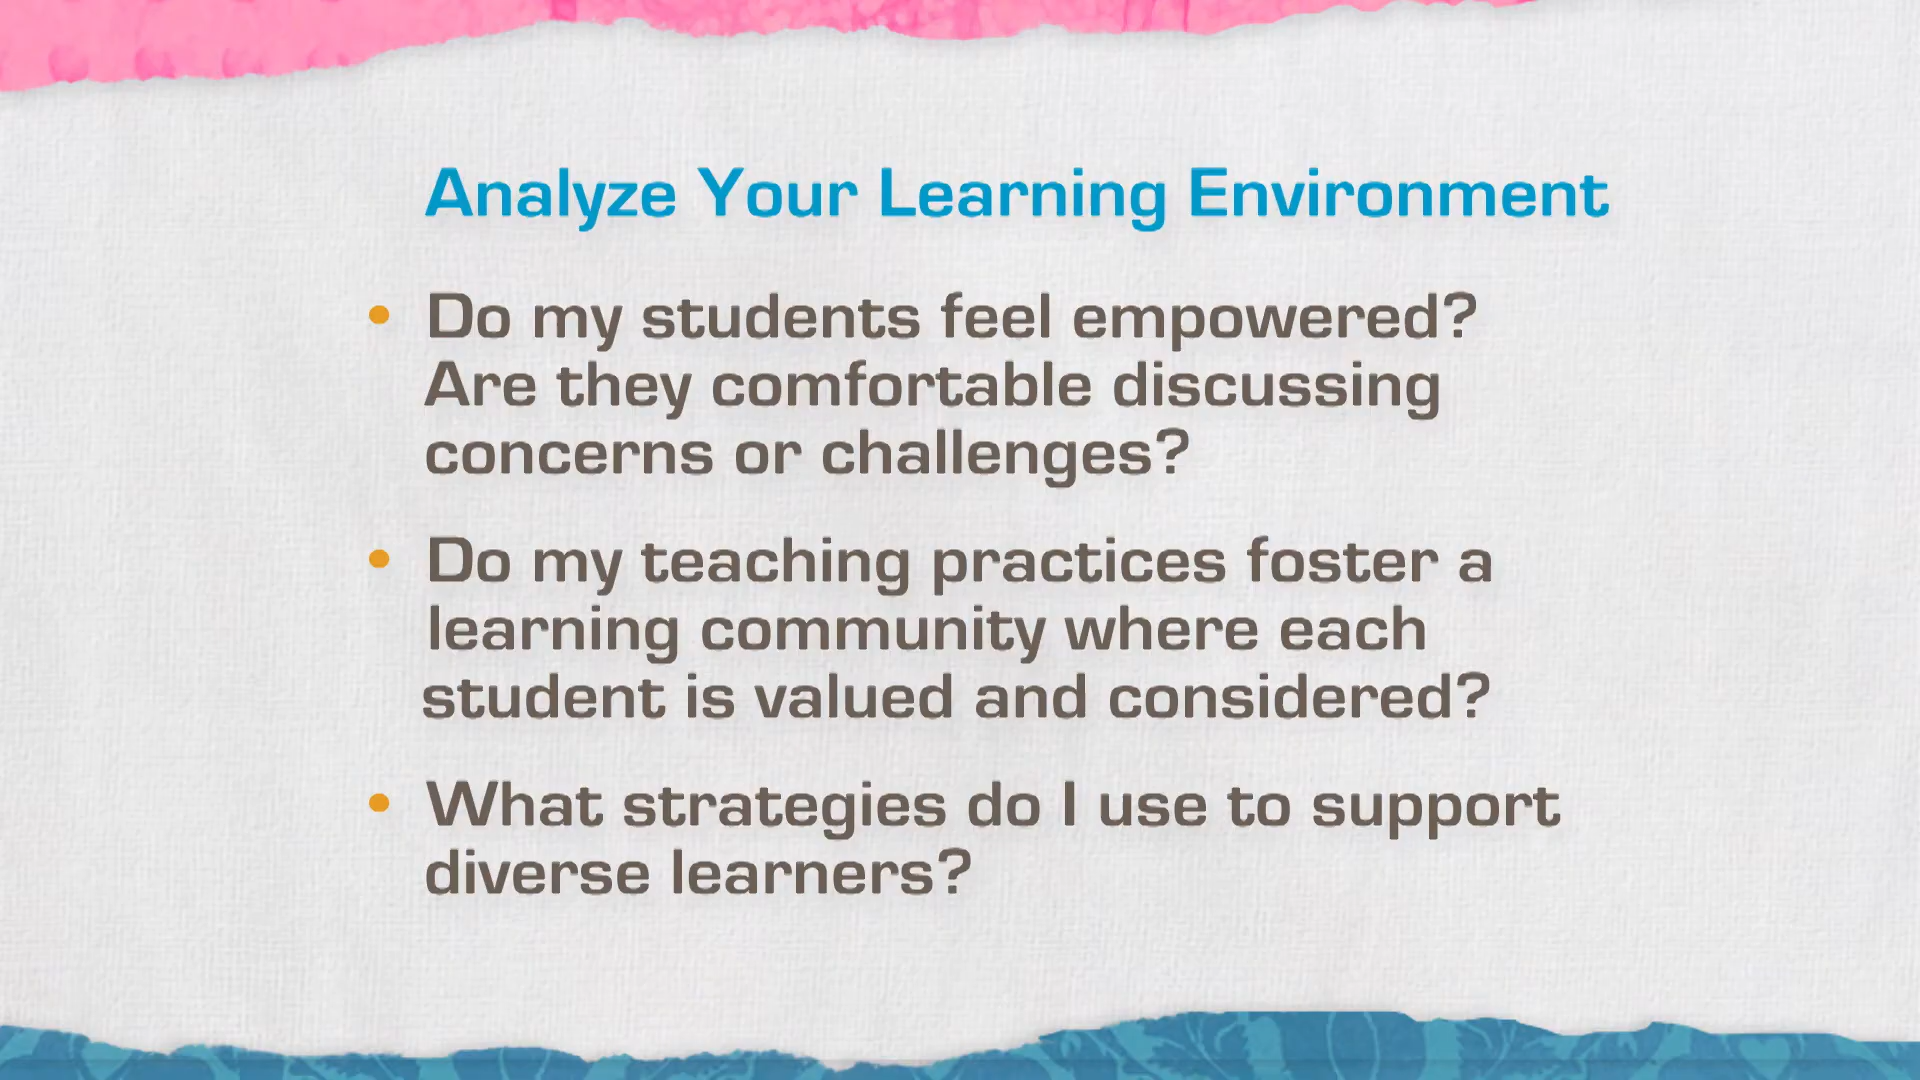 Analyze Your Learning Environment
• Do my students feel empowered?
Are they comfortable discussing
concerns or challenges?
• Do my teaching practices foster a
learning community where each
student is valued and considered?
• What strategies do I use to support
diverse learners?